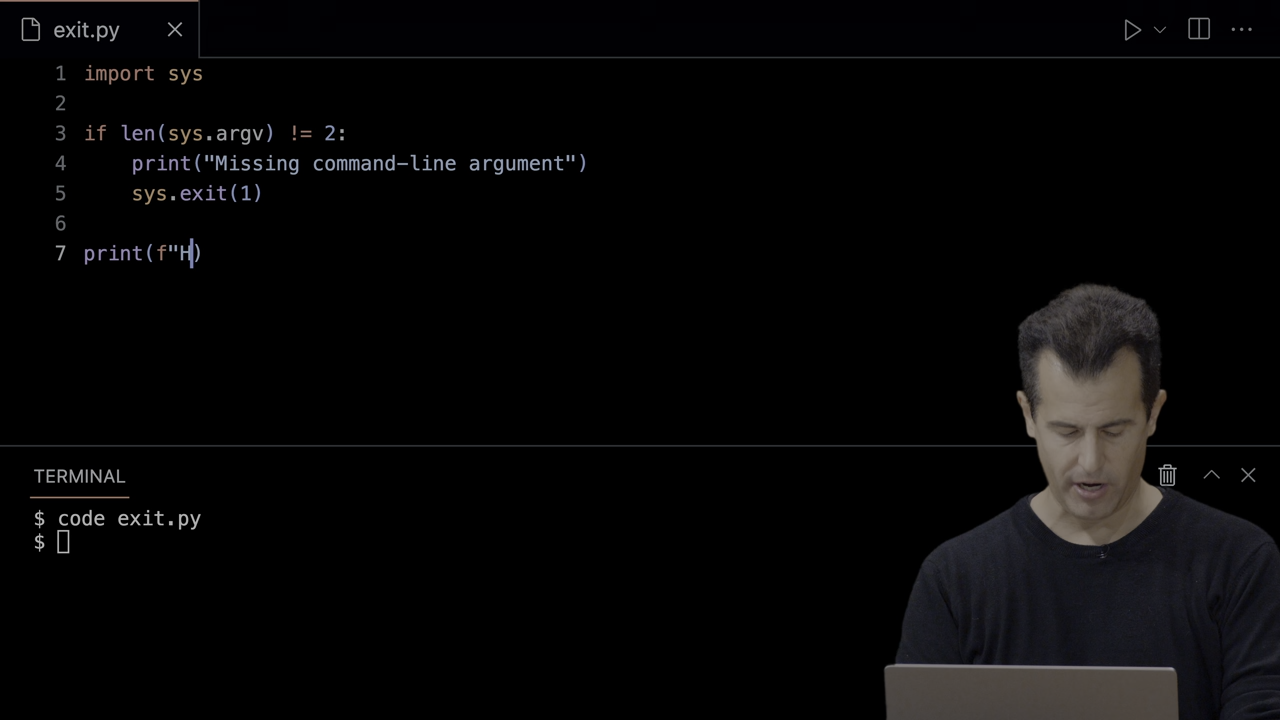 exit.py
1 import sys
2
3 if len(sys.argv) != 2:
4     print("Missing command-line argument")
5     sys.exit(1)
6
7 print(f"H)
TERMINAL
$ code exit.py
$